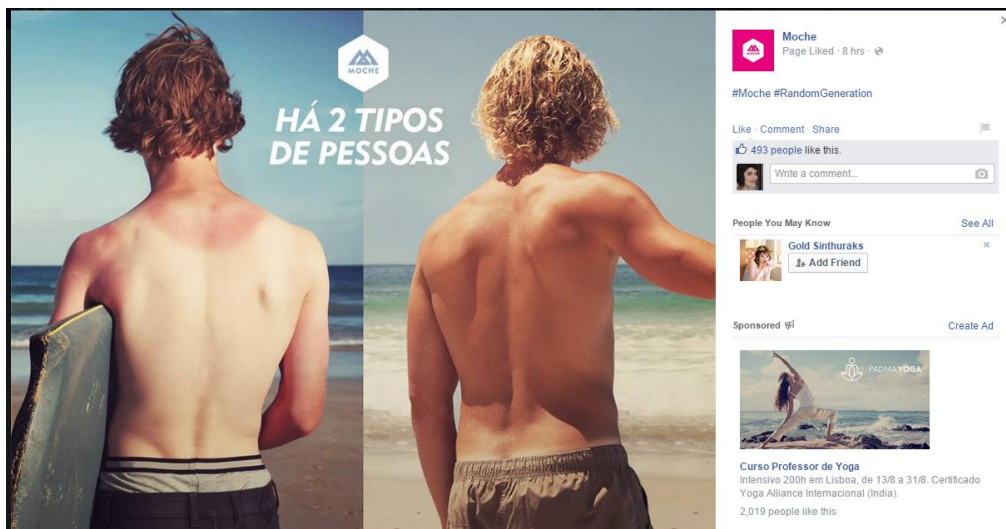 MOCHE
HÁ 2 TIPOS
DE PESSOAS
Moche
Page Liked · 8 hrs ·
#Moche #RandomGeneration
Like · Comment · Share
493 people like this.
Write a comment...
People You May Know
See All
Gold Sinthuraks
Add Friend
Sponsored
Create Ad
PADMA YOGA
Curso Professor de Yoga
Intensivo 200h em Lisboa, de 13/8 a 31/8. Certificado
Yoga Alliance Internacional (India).
2,019 people like this